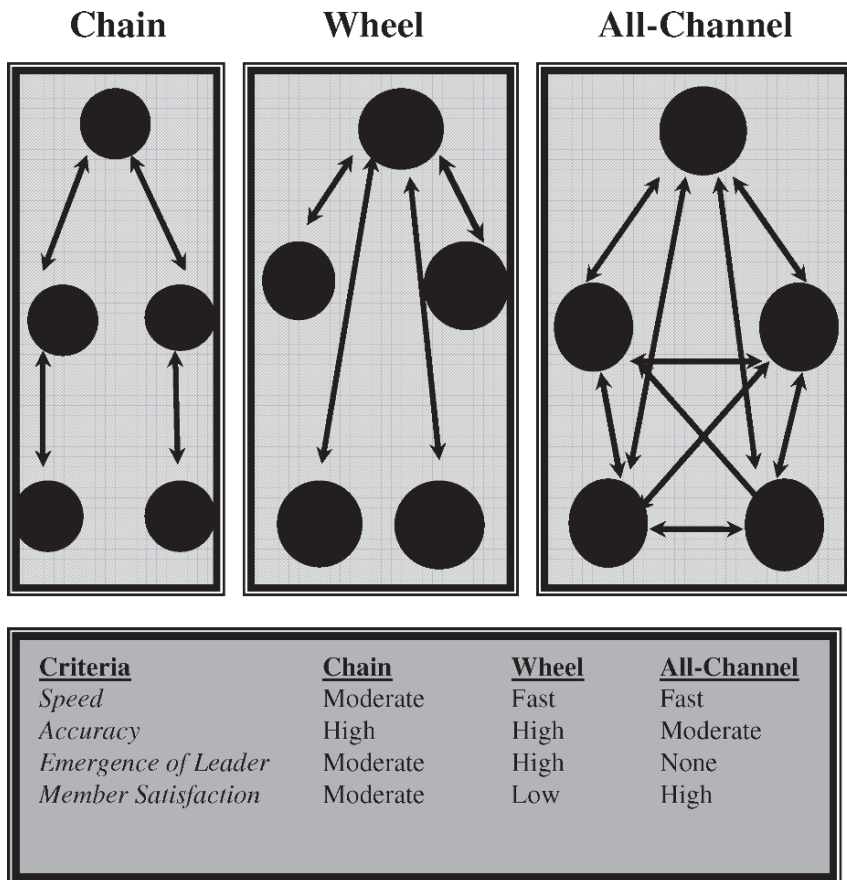 Chain Wheel All-Channel
Criteria Chain Wheel All-Channel
Speed Moderate Fast Fast
Accuracy High High Moderate
Emergence of Leader Moderate High None
Member Satisfaction Moderate Low High